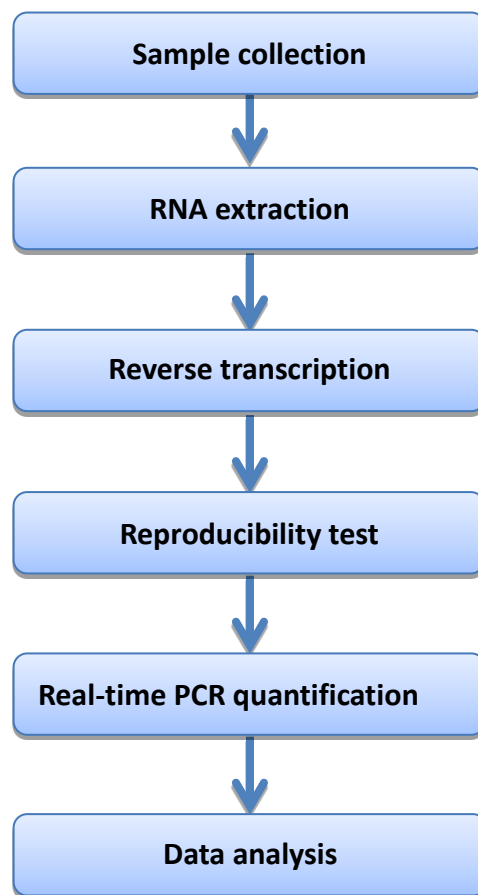 Sample collection
RNA extraction
Reverse transcription
Reproducibility test
Real-time PCR quantification
Data analysis